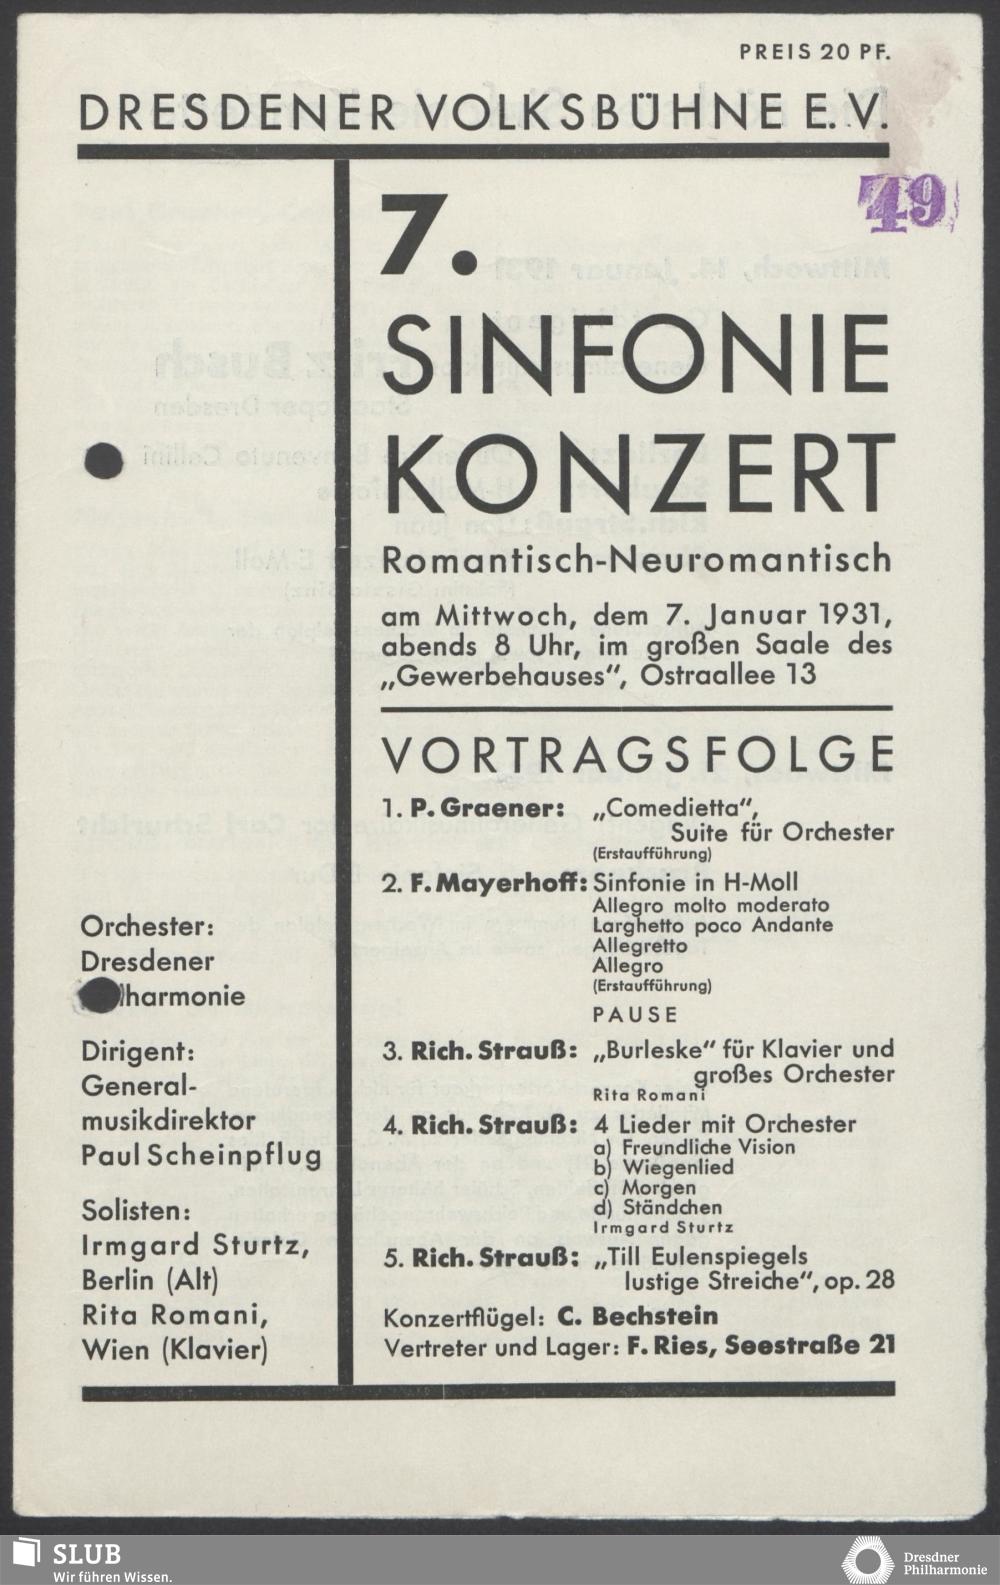 PREIS 20 PF.
DRESDENER VOLKSBÜHNE E.V.
49
7.
SINFONIE
KONZERT
Romantisch-Neuromantisch
am Mittwoch, dem 7. Januar 1931,
abends 8 Uhr, im großen Saale des
„Gewerbehauses“, Ostraallee 13
VORTRAGSFOLGE
1. P. Graener: „Comedietta“,
Suite für Orchester
(Erstaufführung)
2. F. Mayerhoff: Sinfonie in H-Moll
Allegro molto moderato
Larghetto poco Andante
Allegretto
Allegro
(Erstaufführung)
PAUSE
3. Rich. Strauß: „Burleske“ für Klavier und
großes Orchester
Rita Romani
4. Rich. Strauß: 4 Lieder mit Orchester
a) Freundliche Vision
b) Wiegenlied
c) Morgen
d) Ständchen
Irmgard Sturtz
5. Rich. Strauß: „Till Eulenspiegels
lustige Streiche“, op. 28
Konzertflügel: C. Bechstein
Vertreter und Lager: F. Ries, Seestraße 21
Orchester:
Dresdener
lharmonie
Dirigent:
General-
musikdirektor
Paul Scheinpflug
Solisten:
Irmgard Sturtz,
Berlin (Alt)
Rita Romani,
Wien (Klavier)
SLUB
Wir führen Wissen.
Dresdner
Philharmonie